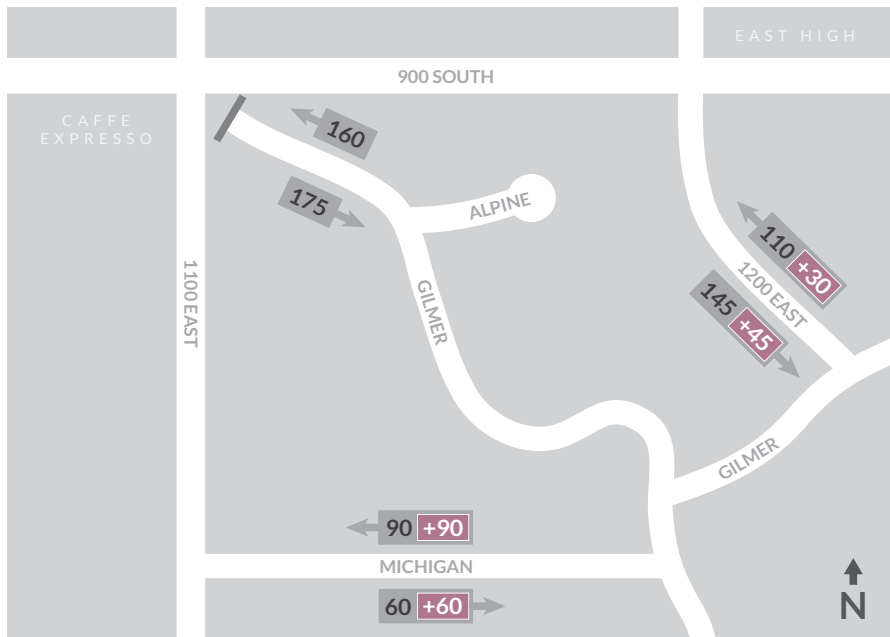 EAST HIGH
900 SOUTH
CAFFE
EXPRESSO
160
175
ALPINE
1100 EAST
GILMER
110 +30
1200 EAST
145 +45
GILMER
90 +90
MICHIGAN
60 +60
N